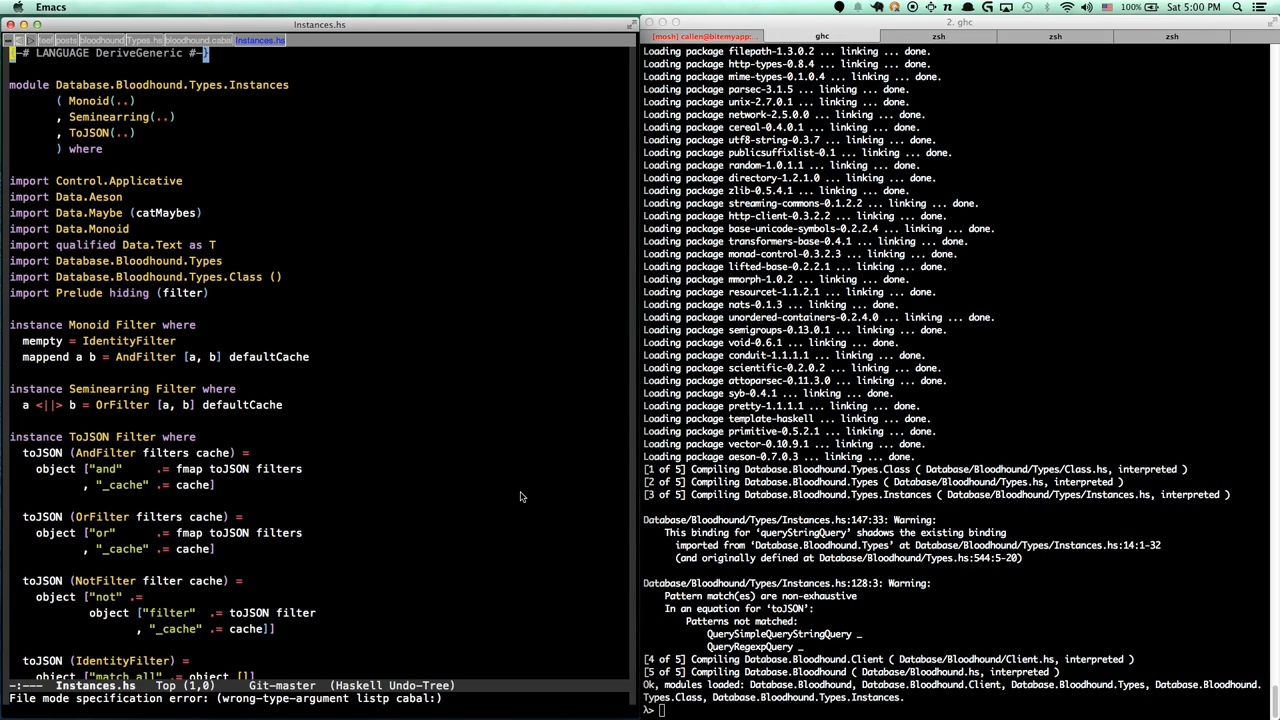 Emacs
100%
Sat 5:00 PM
Instances.hs
bloodhound Types.hs bloodhound.cabal Instances.hs
{-# LANGUAGE DeriveGeneric #-}
module Database.Bloodhound.Types.Instances
( Monoid(..)
, Seminearring(..)
, ToJSON(..)
) where
import Control.Applicative
import Data.Aeson
import Data.Maybe (catMaybes)
import Data.Monoid
import qualified Data.Text as T
import Database.Bloodhound.Types
import Database.Bloodhound.Types.Class ()
import Prelude hiding (filter)
instance Monoid Filter where
mempty = IdentityFilter
mappend a b = AndFilter [a, b] defaultCache
instance Seminearring Filter where
a <||> b = OrFilter [a, b] defaultCache
instance ToJSON Filter where
toJSON (AndFilter filters cache) =
object ["and" .= fmap toJSON filters
, "_cache" .= cache]
toJSON (OrFilter filters cache) =
object ["or" .= fmap toJSON filters
, "_cache" .= cache]
toJSON (NotFilter filter cache) =
object ["not" .=
object ["filter" .= toJSON filter
, "_cache" .= cache]]
toJSON (IdentityFilter) =
object ["match_all" .= object []]
-:--- Instances.hs Top (1,0) Git-master (Haskell Undo-Tree)
File mode specification error: (wrong-type-argument listp cabal:)
2. ghc
[mosh] callen@bitemyapp:... ghc zsh zsh zsh
Loading package filepath-1.3.0.2 ... linking ... done.
Loading package http-types-0.8.4 ... linking ... done.
Loading package mime-types-0.1.0.4 ... linking ... done.
Loading package parsec-3.1.5 ... linking ... done.
Loading package unix-2.7.0.1 ... linking ... done.
Loading package network-2.5.0.0 ... linking ... done.
Loading package cereal-0.4.0.1 ... linking ... done.
Loading package utf8-string-0.3.7 ... linking ... done.
Loading package publicsuffixlist-0.1 ... linking ... done.
Loading package random-1.0.1.1 ... linking ... done.
Loading package directory-1.2.1.0 ... linking ... done.
Loading package zlib-0.5.4.1 ... linking ... done.
Loading package streaming-commons-0.1.2.2 ... linking ... done.
Loading package http-client-0.3.2.2 ... linking ... done.
Loading package base-unicode-symbols-0.2.2.4 ... linking ... done.
Loading package transformers-base-0.4.1 ... linking ... done.
Loading package monad-control-0.3.2.3 ... linking ... done.
Loading package lifted-base-0.2.2.1 ... linking ... done.
Loading package mmorph-1.0.2 ... linking ... done.
Loading package resourcet-1.1.2.1 ... linking ... done.
Loading package nats-0.1.3 ... linking ... done.
Loading package unordered-containers-0.2.4.0 ... linking ... done.
Loading package semigroups-0.13.0.1 ... linking ... done.
Loading package void-0.6.1 ... linking ... done.
Loading package conduit-1.1.1.1 ... linking ... done.
Loading package scientific-0.2.0.2 ... linking ... done.
Loading package attoparsec-0.11.3.0 ... linking ... done.
Loading package syb-0.4.1 ... linking ... done.
Loading package pretty-1.1.1.1 ... linking ... done.
Loading package template-haskell ... linking ... done.
Loading package primitive-0.5.2.1 ... linking ... done.
Loading package vector-0.10.9.1 ... linking ... done.
Loading package aeson-0.7.0.3 ... linking ... done.
[1 of 5] Compiling Database.Bloodhound.Types.Class ( Database/Bloodhound/Types/Class.hs, interpreted )
[2 of 5] Compiling Database.Bloodhound.Types ( Database/Bloodhound/Types.hs, interpreted )
[3 of 5] Compiling Database.Bloodhound.Types.Instances ( Database/Bloodhound/Types/Instances.hs, interpreted )
Database/Bloodhound/Types/Instances.hs:147:33: Warning:
This binding for ‘queryStringQuery’ shadows the existing binding
imported from ‘Database.Bloodhound.Types’ at Database/Bloodhound/Types/Instances.hs:14:1-32
(and originally defined at Database/Bloodhound/Types.hs:544:5-20)
Database/Bloodhound/Types/Instances.hs:128:3: Warning:
Pattern match(es) are non-exhaustive
In an equation for ‘toJSON’:
Patterns not matched:
QuerySimpleQueryStringQuery _
QueryRegexpQuery _
[4 of 5] Compiling Database.Bloodhound.Client ( Database/Bloodhound/Client.hs, interpreted )
[5 of 5] Compiling Database.Bloodhound ( Database/Bloodhound.hs, interpreted )
Ok, modules loaded: Database.Bloodhound, Database.Bloodhound.Client, Database.Bloodhound.Types, Database.Bloodhound.
Types.Class, Database.Bloodhound.Types.Instances.
λ>